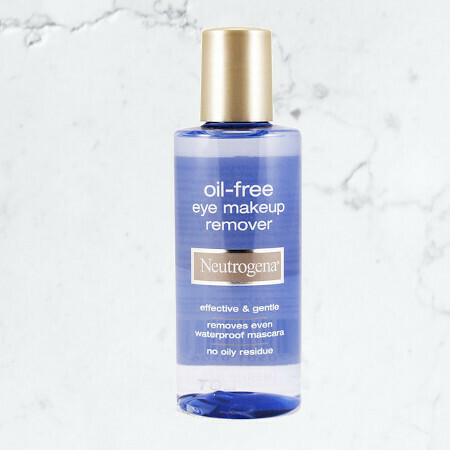 oil-free
eye makeup
remover
Neutrogena®
effective & gentle
removes even
waterproof mascara
no oily residue